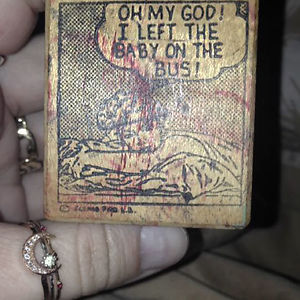 OH MY GOD!
I LEFT THE
BABY ON THE
BUS!